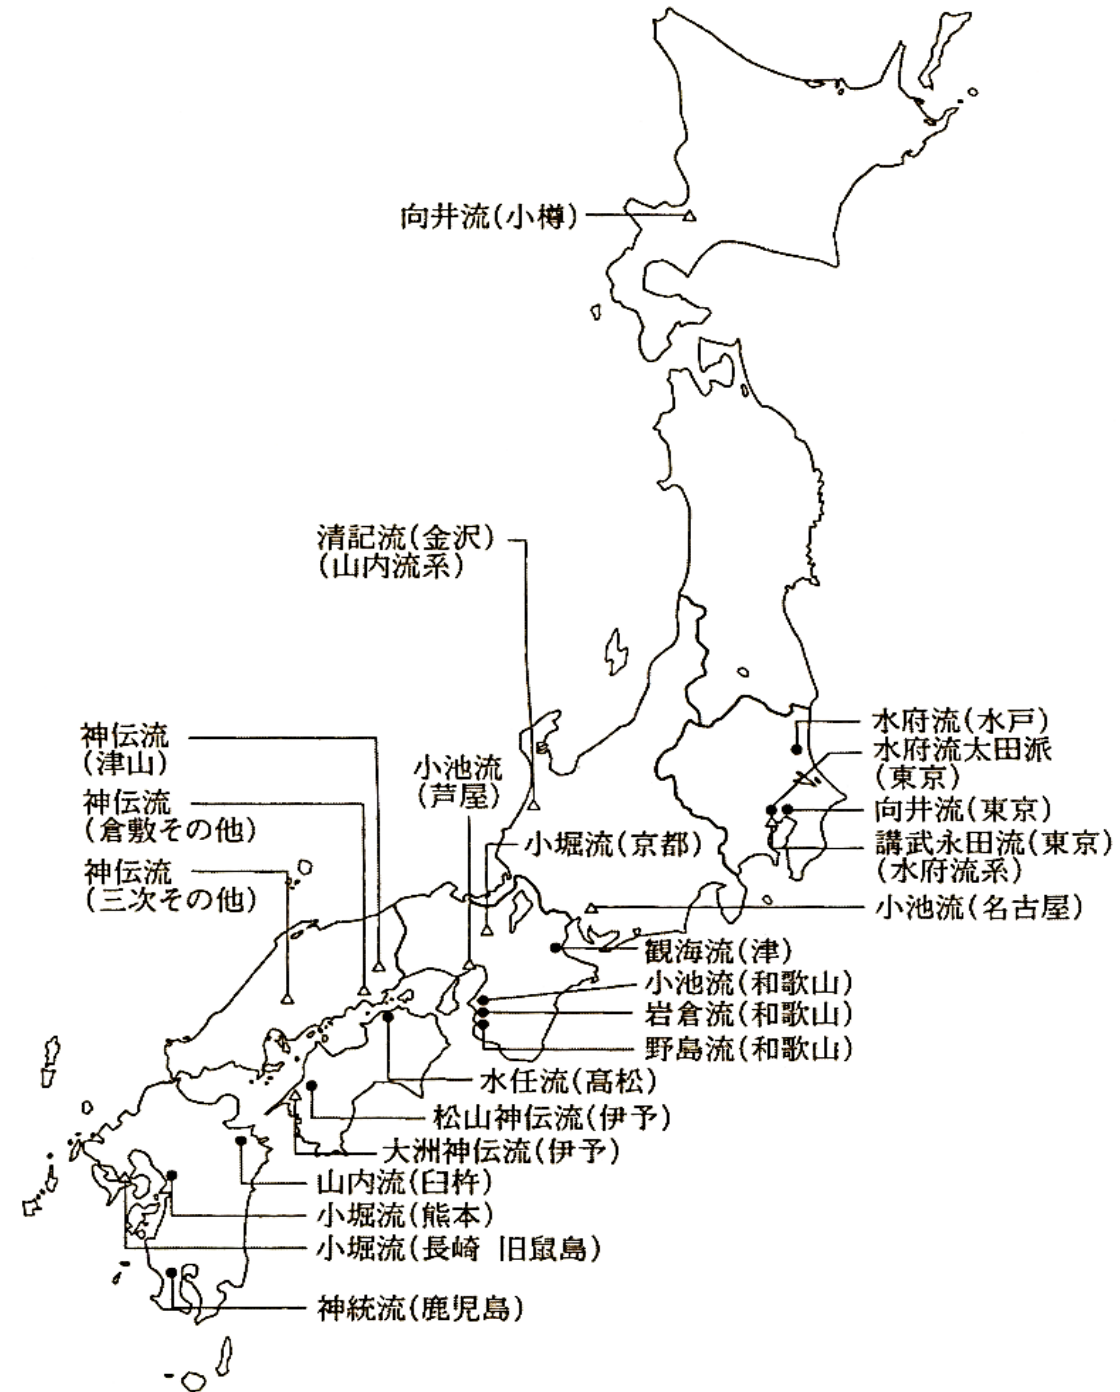 向井流(小樽)
清記流(金沢)
(山内流系)
神伝流
(津山)
小池流
(芦屋)
神伝流
(倉敷その他)
小堀流(京都)
神伝流
(三次その他)
水府流(水戸)
水府流太田派
(東京)
向井流(東京)
講武永田流(東京)
(水府流系)
小池流(名古屋)
観海流(津)
小池流(和歌山)
岩倉流(和歌山)
野島流(和歌山)
水任流(高松)
松山神伝流(伊予)
大洲神伝流(伊予)
山内流(臼杵)
小堀流(熊本)
小堀流(長崎 旧鼠島)
神統流(鹿児島)